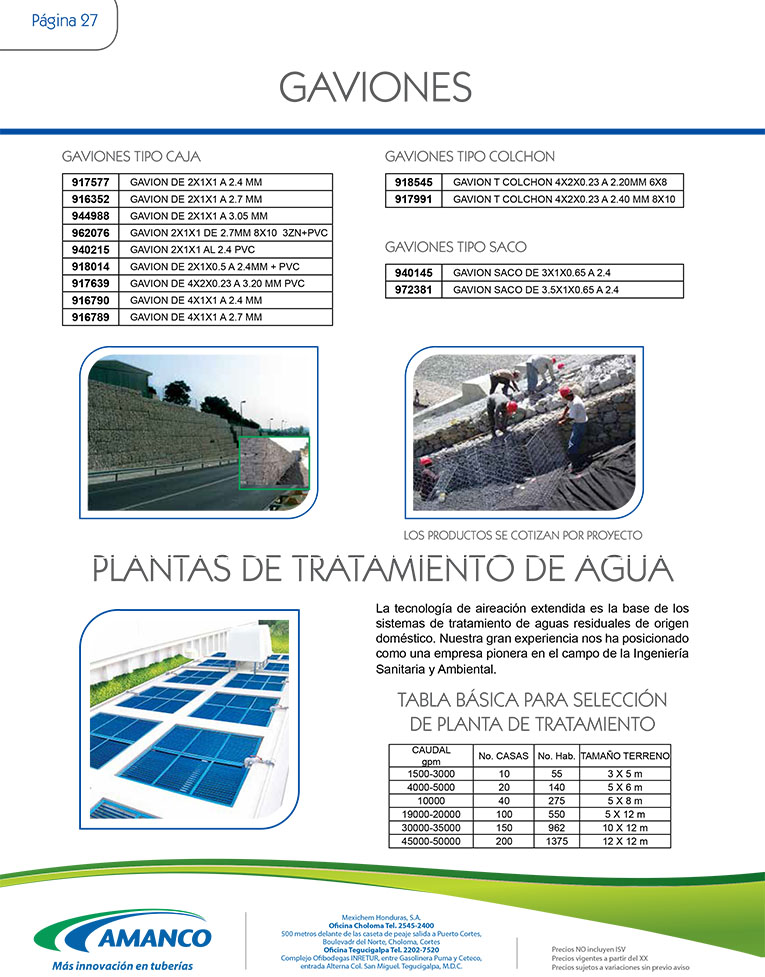 Página 27
GAVIONES
GAVIONES TIPO CAJA
917577 GAVION DE 2X1X1 A 2.4 MM
916352 GAVION DE 2X1X1 A 2.7 MM
944988 GAVION DE 2X1X1 A 3.05 MM
962076 GAVION 2X1X1 DE 2.7MM 8X10 3ZN+PVC
940215 GAVION 2X1X1 AL 2.4 PVC
918014 GAVION DE 2X1X0.5 A 2.4MM + PVC
917639 GAVION DE 4X2X0.23 A 3.20 MM PVC
916790 GAVION DE 4X1X1 A 2.4 MM
916789 GAVION DE 4X1X1 A 2.7 MM
GAVIONES TIPO COLCHON
918545 GAVION T COLCHON 4X2X0.23 A 2.20MM 6X8
917991 GAVION T COLCHON 4X2X0.23 A 2.40 MM 8X10
GAVIONES TIPO SACO
940145 GAVION SACO DE 3X1X0.65 A 2.4
972381 GAVION SACO DE 3.5X1X0.65 A 2.4
LOS PRODUCTOS SE COTIZAN POR PROYECTO
PLANTAS DE TRATAMIENTO DE AGUA
La tecnología de aireación extendida es la base de los
sistemas de tratamiento de aguas residuales de origen
doméstico. Nuestra gran experiencia nos ha posicionado
como una empresa pionera en el campo de la Ingeniería
Sanitaria y Ambiental.
TABLA BÁSICA PARA SELECCIÓN
DE PLANTA DE TRATAMIENTO
CAUDAL gpm No. CASAS No. Hab. TAMAÑO TERRENO
1500-3000 10 55 3 X 5 m
4000-5000 20 140 5 X 6 m
10000 40 275 5 X 8 m
19000-20000 100 550 5 X 12 m
30000-35000 150 962 10 X 12 m
45000-50000 200 1375 12 X 12 m
AMANCO
Más innovación en tuberías
Mexichem Honduras, S.A.
Oficina Choloma Tel. 2545-2400
500 metros delante de las caseta de peaje salida a Puerto Cortes,
Boulevadr del Norte, Choloma, Cortes
Oficina Tegucigalpa Tel. 2202-7520
Complejo Ofibodegas INRETUR, entre Gasolinera Puma y Ceteco,
entrada Alterna Col. San Miguel. Tegucigalpa, M.D.C.
Precios NO incluyen ISV
Precios vigentes a partir del XX
Precios sujetos a variaciones sin previo aviso